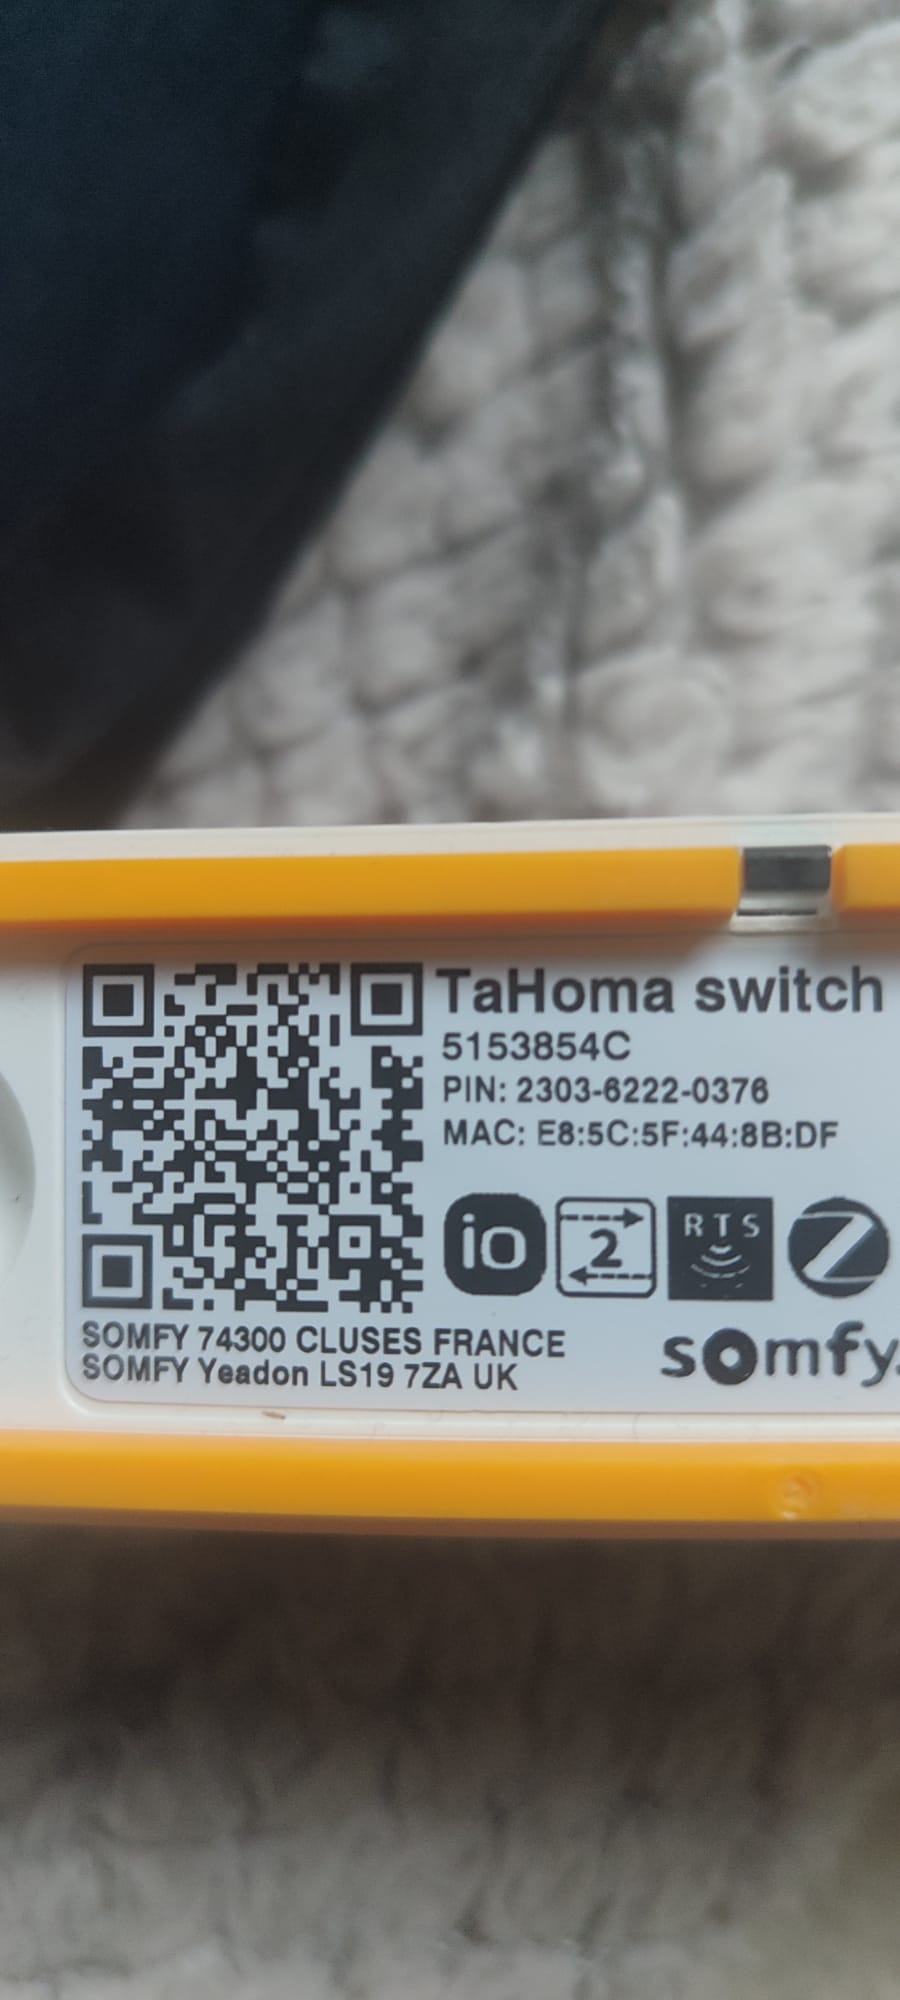 TaHoma switch
5153854C
PIN: 2303-6222-0376
MAC: E8:5C:5F:44:8B:DF
io
2
RTS
Z
SOMFY 74300 CLUSES FRANCE
SOMFY Yeadon LS19 7ZA UK
somfy.